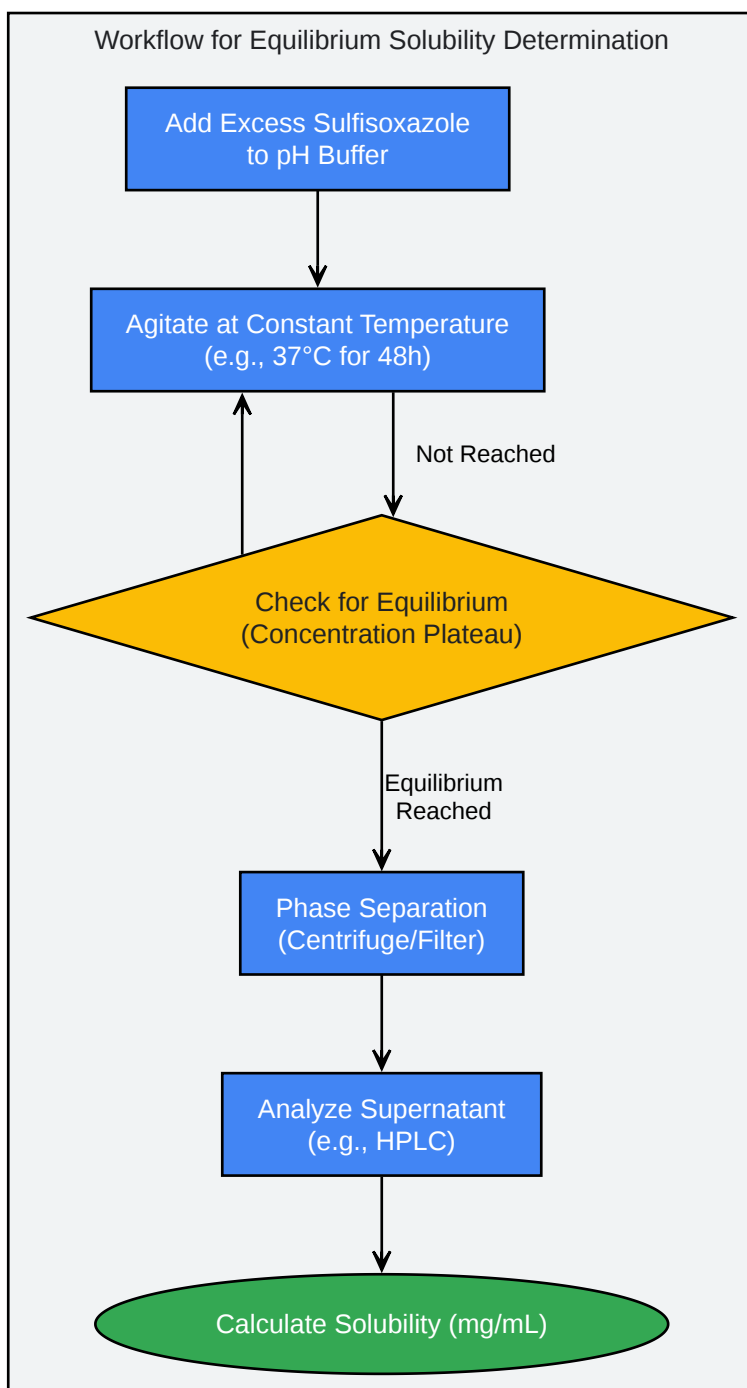 Workflow for Equilibrium Solubility Determination
Add Excess Sulfisoxazole
to pH Buffer
Agitate at Constant Temperature
(e.g., 37°C for 48h)
Not Reached
Check for Equilibrium
(Concentration Plateau)
Equilibrium
Reached
Phase Separation
(Centrifuge/Filter)
Analyze Supernatant
(e.g., HPLC)
Calculate Solubility (mg/mL)